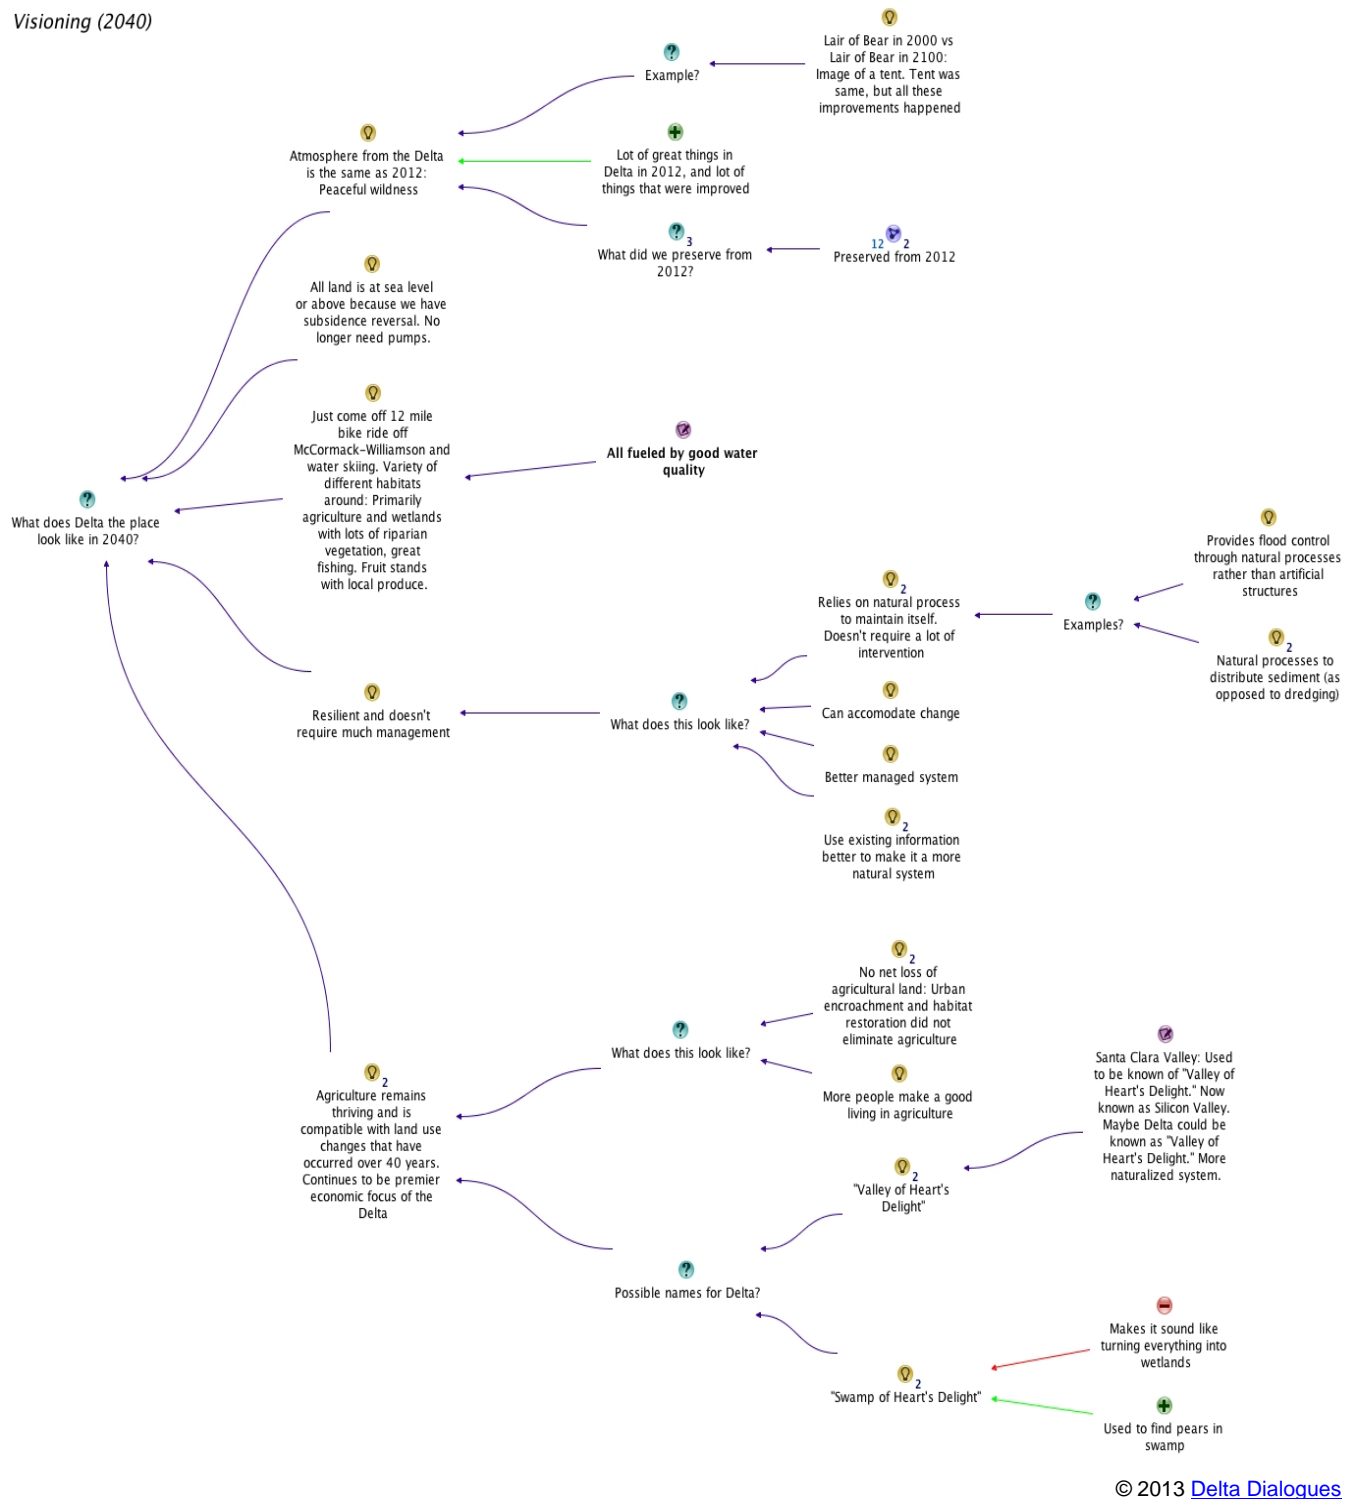 Visioning (2040)
Lair of Bear in 2000 vs
Lair of Bear in 2100:
Image of a tent. Tent was
same, but all these
improvements happened
Example?
Atmosphere from the Delta
is the same as 2012:
Peaceful wildness
Lot of great things in
Delta in 2012, and lot of
things that were improved
3
What did we preserve from
2012?
12 2
Preserved from 2012
All land is at sea level
or above because we have
subsidence reversal. No
longer need pumps.
Just come off 12 mile
bike ride off
McCormack-Williamson and
water skiing. Variety of
different habitats
around: Primarily
agriculture and wetlands
with lots of riparian
vegetation, great
fishing. Fruit stands
with local produce.
All fueled by good water
quality
What does Delta the place
look like in 2040?
Provides flood control
through natural processes
rather than artificial
structures
2
Relies on natural process
to maintain itself.
Doesn't require a lot of
intervention
Examples?
2
Natural processes to
distribute sediment (as
opposed to dredging)
Resilient and doesn't
require much management
What does this look like?
Can accomodate change
Better managed system
2
Use existing information
better to make it a more
natural system
2
No net loss of
agricultural land: Urban
encroachment and habitat
restoration did not
eliminate agriculture
What does this look like?
More people make a good
living in agriculture
2
Agriculture remains
thriving and is
compatible with land use
changes that have
occurred over 40 years.
Continues to be premier
economic focus of the
Delta
Santa Clara Valley: Used
to be known of "Valley of
Heart's Delight." Now
known as Silicon Valley.
Maybe Delta could be
known as "Valley of
Heart's Delight." More
naturalized system.
2
"Valley of Heart's
Delight"
Possible names for Delta?
Makes it sound like
turning everything into
wetlands
2
"Swamp of Heart's Delight"
Used to find pears in
swamp
© 2013 Delta Dialogues